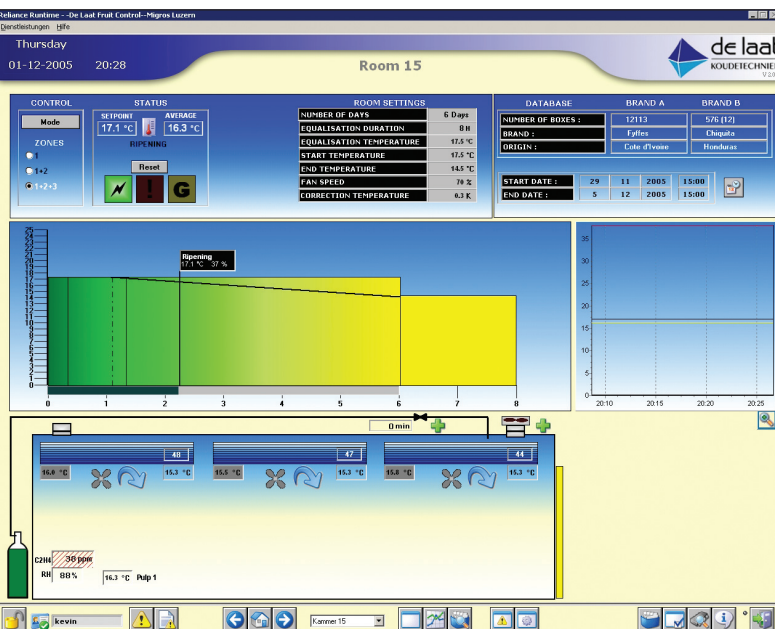 Reliance Runtime - -De Laat Fruit Control--Migros Luzern
Dienstleistungen Hilfe
Thursday
01-12-2005 20:28
Room 15
de laat
KOUDETECHNIEK
CONTROL
Mode
ZONES
1
1+2
1+2+3
STATUS
SETPOINT AVERAGE
17.1 °C 16.3 °C
RIPENING
Reset
! G
ROOM SETTINGS
NUMBER OF DAYS 6 Days
EQUALISATION DURATION 8 H
EQUALISATION TEMPERATURE 17.5 °C
START TEMPERATURE 17.5 °C
END TEMPERATURE 14.5 °C
FAN SPEED 70 %
CORRECTION TEMPERATURE 0.3 K
DATABASE BRAND A BRAND B
NUMBER OF BOXES : 12113 576 (12)
BRAND : Fyffes Chiquita
ORIGIN : Cote d'Ivoire Honduras
START DATE : 29 11 2005 15:00
END DATE : 5 12 2005 15:00
Ripening
17.1 °C 37 %
0 1 2 3 4 5 6 7 8
35
30
25
20
15
10
5
0
20:10 20:15 20:20 20:25
0 min
48 47 44
16.0 °C 15.3 °C 15.5 °C 15.3 °C 15.8 °C 15.3 °C
C2H4 38 ppm
RH 88%
16.3 °C Pulp 1
kevin
Kammer 15